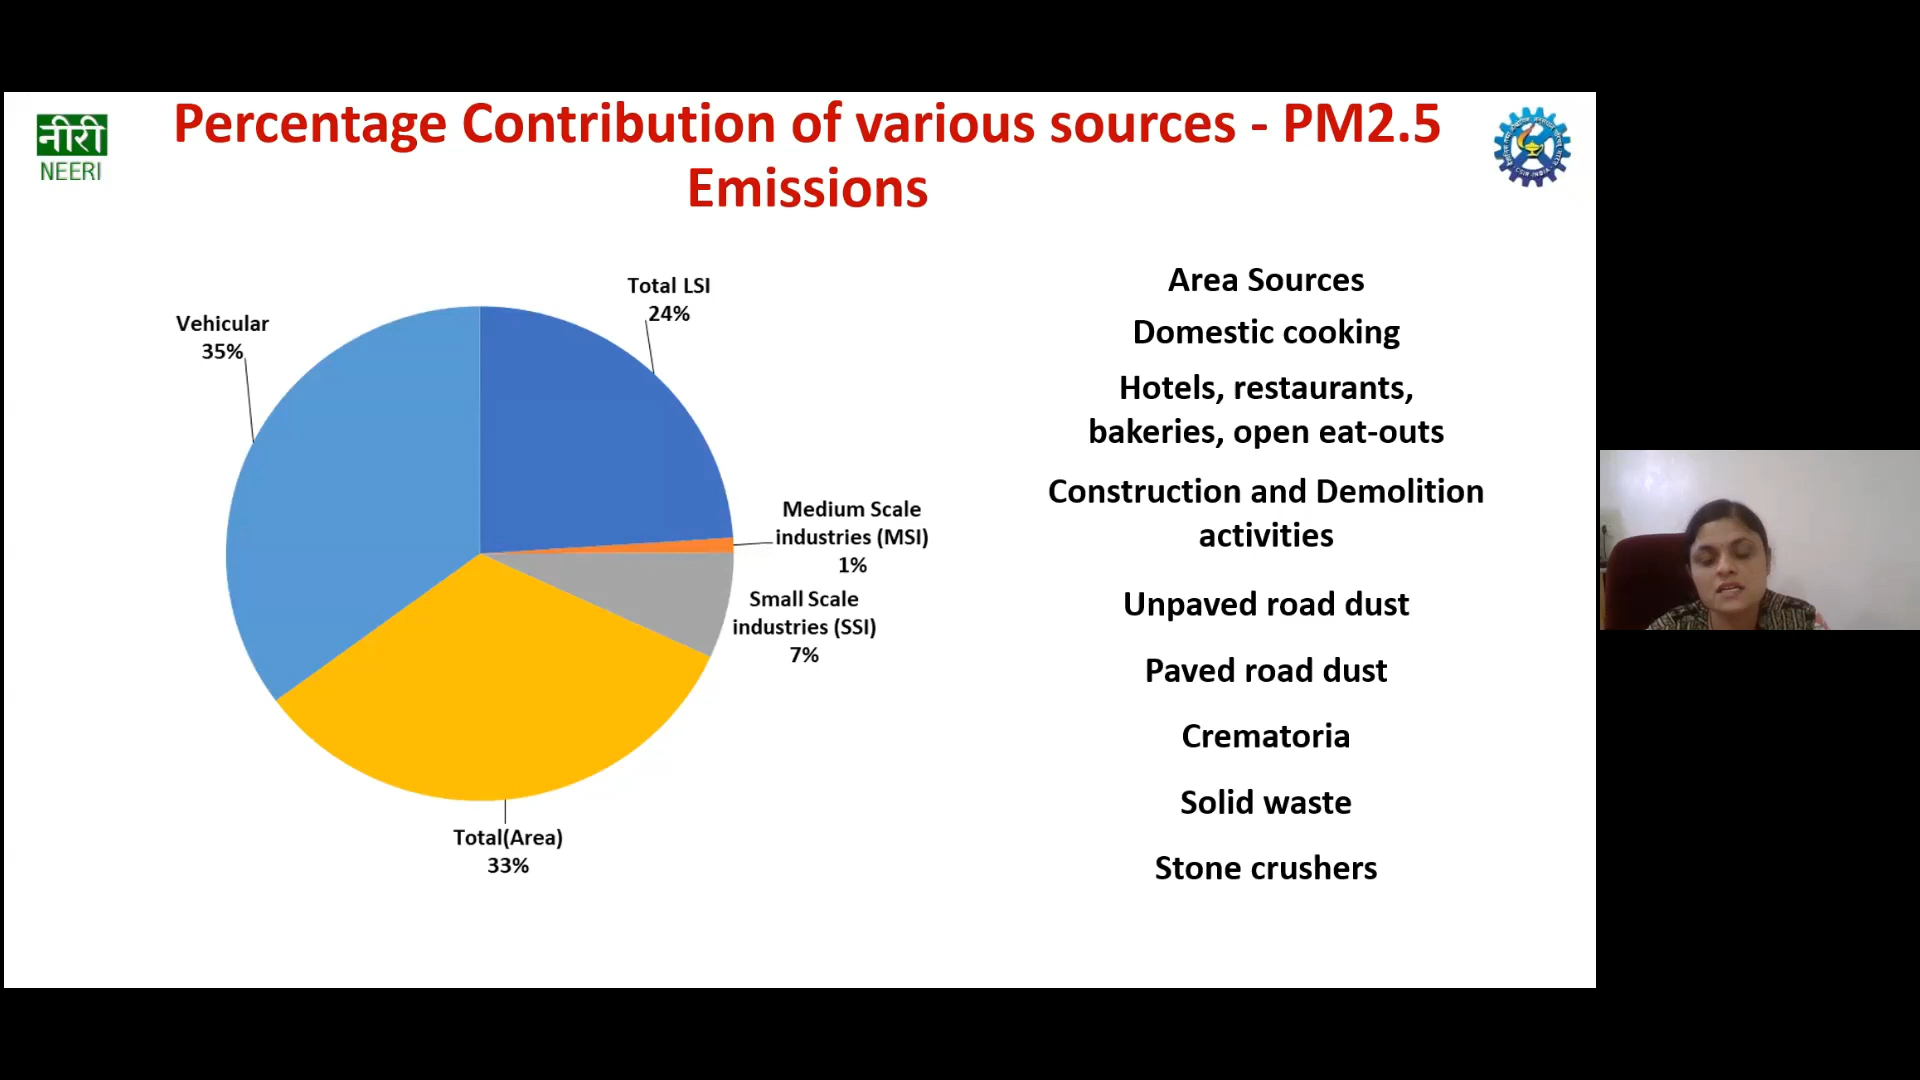 नीरी
NEERI
Percentage Contribution of various sources - PM2.5
Emissions
Total LSI
24%
Vehicular
35%
Medium Scale
industries (MSI)
1%
Small Scale
industries (SSI)
7%
Total(Area)
33%
Area Sources
Domestic cooking
Hotels, restaurants,
bakeries, open eat-outs
Construction and Demolition
activities
Unpaved road dust
Paved road dust
Crematoria
Solid waste
Stone crushers